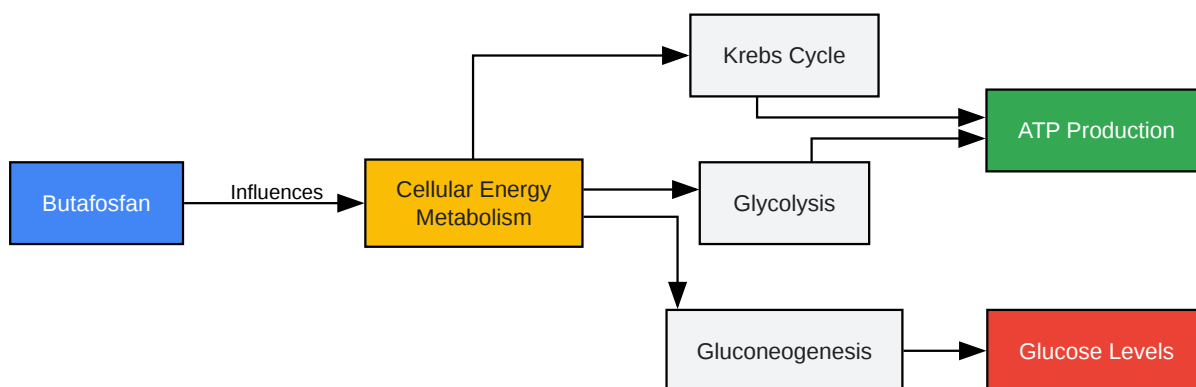 Butafosfan
Influences
Cellular Energy
Metabolism
Krebs Cycle
Glycolysis
Gluconeogenesis
ATP Production
Glucose Levels